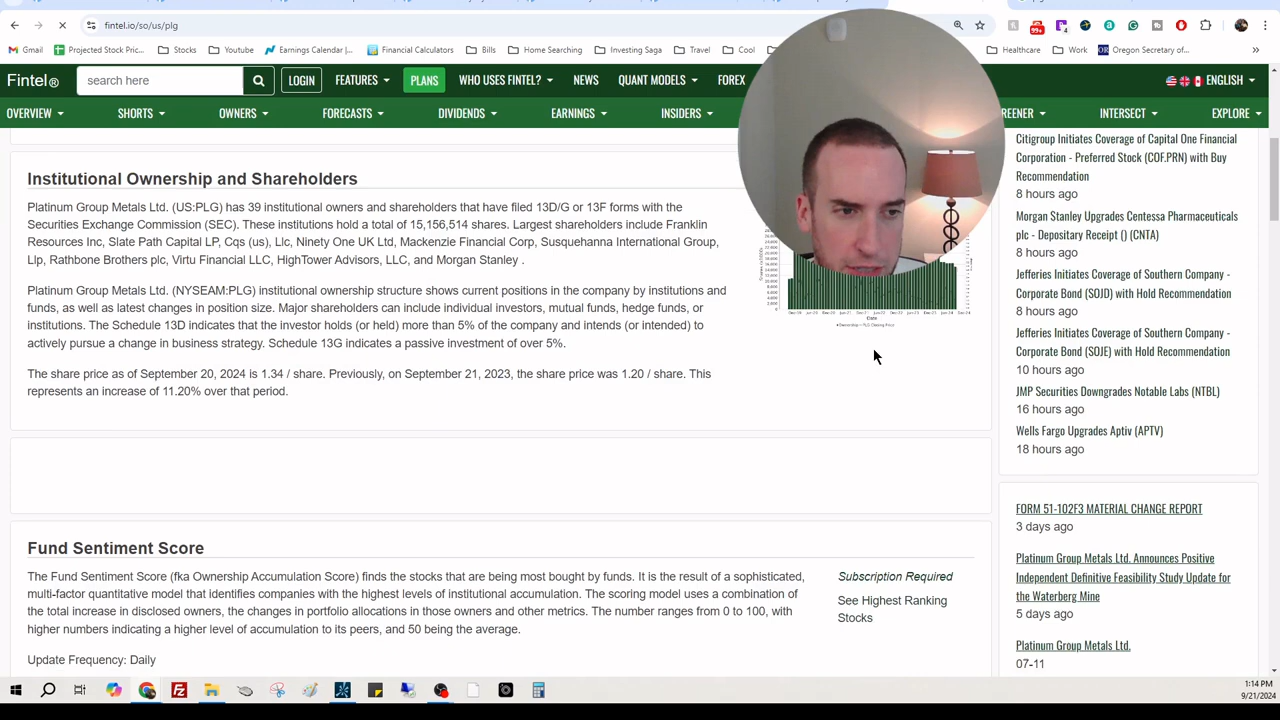 fintel.io/so/us/plg
Gmail
Projected Stock Pric...
Stocks
Youtube
Earnings Calendar |...
Financial Calculators
Bills
Home Searching
Investing Saga
Travel
Cool
Healthcare
Work
Oregon Secretary of...
Fintel®
search here
LOGIN
FEATURES
PLANS
WHO USES FINTEL?
NEWS
QUANT MODELS
FOREX
ENGLISH
OVERVIEW
SHORTS
OWNERS
FORECASTS
DIVIDENDS
EARNINGS
INSIDERS
REENER
INTERSECT
EXPLORE
Institutional Ownership and Shareholders
Platinum Group Metals Ltd. (US:PLG) has 39 institutional owners and shareholders that have filed 13D/G or 13F forms with the
Securities Exchange Commission (SEC). These institutions hold a total of 15,156,514 shares. Largest shareholders include Franklin
Resources Inc, Slate Path Capital LP, Cqs (us), Llc, Ninety One UK Ltd, Mackenzie Financial Corp, Susquehanna International Group,
Llp, Rainbone Brothers plc, Virtu Financial LLC, HighTower Advisors, LLC, and Morgan Stanley .
Platinum Group Metals Ltd. (NYSEAM:PLG) institutional ownership structure shows current positions in the company by institutions and
funds, as well as latest changes in position size. Major shareholders can include individual investors, mutual funds, hedge funds, or
institutions. The Schedule 13D indicates that the investor holds (or held) more than 5% of the company and intends (or intended) to
actively pursue a change in business strategy. Schedule 13G indicates a passive investment of over 5%.
The share price as of September 20, 2024 is 1.34 / share. Previously, on September 21, 2023, the share price was 1.20 / share. This
represents an increase of 11.20% over that period.
Fund Sentiment Score
The Fund Sentiment Score (fka Ownership Accumulation Score) finds the stocks that are being most bought by funds. It is the result of a sophisticated,
multi-factor quantitative model that identifies companies with the highest levels of institutional accumulation. The scoring model uses a combination of
the total increase in disclosed owners, the changes in portfolio allocations in those owners and other metrics. The number ranges from 0 to 100, with
higher numbers indicating a higher level of accumulation to its peers, and 50 being the average.
Update Frequency: Daily
Subscription Required
See Highest Ranking
Stocks
Citigroup Initiates Coverage of Capital One Financial
Corporation - Preferred Stock (COF.PRN) with Buy
Recommendation
8 hours ago
Morgan Stanley Upgrades Centessa Pharmaceuticals
plc - Depositary Receipt () (CNTA)
8 hours ago
Jefferies Initiates Coverage of Southern Company -
Corporate Bond (SOJD) with Hold Recommendation
8 hours ago
Jefferies Initiates Coverage of Southern Company -
Corporate Bond (SOJE) with Hold Recommendation
10 hours ago
JMP Securities Downgrades Notable Labs (NTBL)
16 hours ago
Wells Fargo Upgrades Aptiv (APTV)
18 hours ago
FORM 51-102F3 MATERIAL CHANGE REPORT
3 days ago
Platinum Group Metals Ltd. Announces Positive
Independent Definitive Feasibility Study Update for
the Waterberg Mine
5 days ago
Platinum Group Metals Ltd.
07-11
1:14 PM
9/21/2024